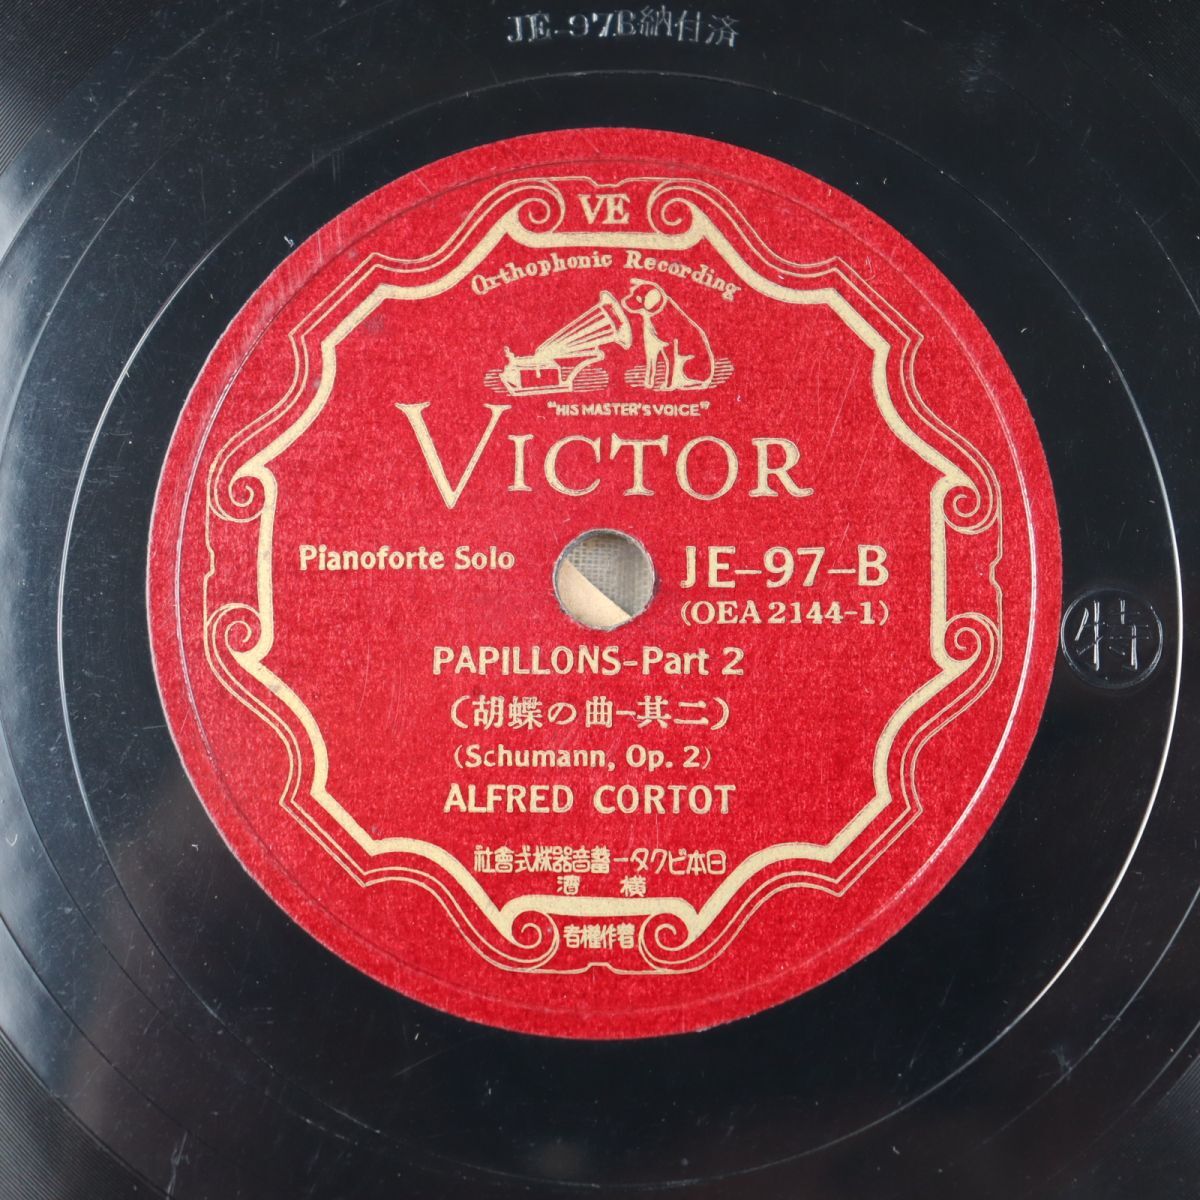 JE-97B納付済
VE
Orthophonic Recording
"HIS MASTER'S VOICE"
VICTOR
Pianoforte Solo
JE-97-B
(OEA 2144-1)
特
PAPILLONS-Part 2
(胡蝶の曲-其二)
(Schumann, Op. 2)
ALFRED CORTOT
社會式株器音蓄ータクビ本日
濱横
者權作著